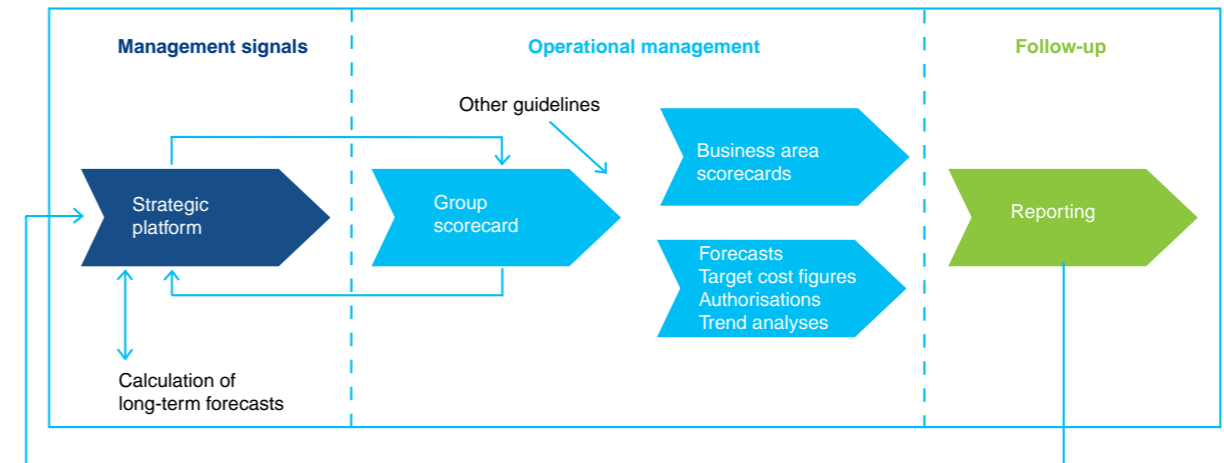 Management signals
Operational management
Follow-up
Other guidelines
Business area
scorecards
Strategic
platform
Group
scorecard
Reporting
Forecasts
Target cost figures
Authorisations
Trend analyses
Calculation of
long-term forecasts